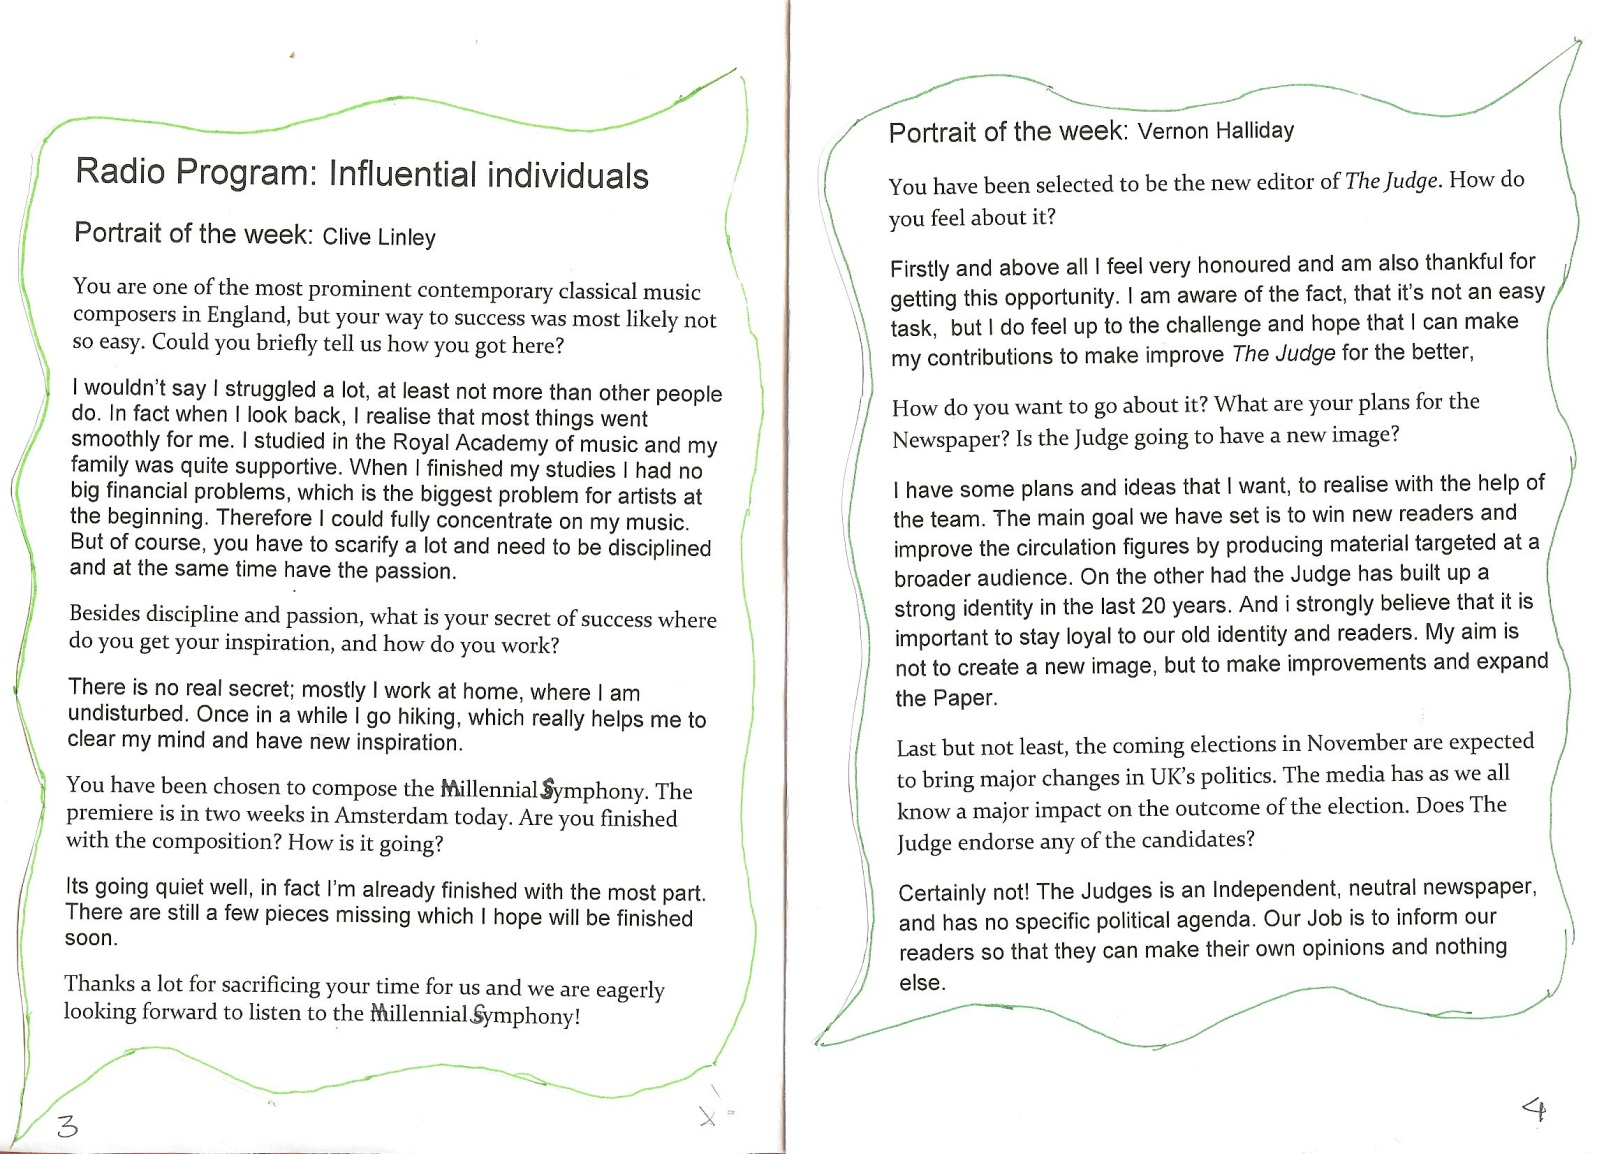 Radio Program: Influential individuals
Portrait of the week: Clive Linley
You are one of the most prominent contemporary classical music
composers in England, but your way to success was most likely not
so easy. Could you briefly tell us how you got here?
I wouldn't say I struggled a lot, at least not more than other people
do. In fact when I look back, I realise that most things went
smoothly for me. I studied in the Royal Academy of music and my
family was quite supportive. When I finished my studies I had no
big financial problems, which is the biggest problem for artists at
the beginning. Therefore I could fully concentrate on my music.
But of course, you have to scarify a lot and need to be disciplined
and at the same time have the passion.
Besides discipline and passion, what is your secret of success where
do you get your inspiration, and how do you work?
There is no real secret; mostly I work at home, where I am
undisturbed. Once in a while I go hiking, which really helps me to
clear my mind and have new inspiration.
You have been chosen to compose the Millennial Symphony. The
premiere is in two weeks in Amsterdam today. Are you finished
with the composition? How is it going?
Its going quiet well, in fact I'm already finished with the most part.
There are still a few pieces missing which I hope will be finished
soon.
Thanks a lot for sacrificing your time for us and we are eagerly
looking forward to listen to the Millennial Symphony!
3
Portrait of the week: Vernon Halliday
You have been selected to be the new editor of The Judge. How do
you feel about it?
Firstly and above all I feel very honoured and am also thankful for
getting this opportunity. I am aware of the fact, that it's not an easy
task, but I do feel up to the challenge and hope that I can make
my contributions to make improve The Judge for the better,
How do you want to go about it? What are your plans for the
Newspaper? Is the Judge going to have a new image?
I have some plans and ideas that I want, to realise with the help of
the team. The main goal we have set is to win new readers and
improve the circulation figures by producing material targeted at a
broader audience. On the other had the Judge has built up a
strong identity in the last 20 years. And i strongly believe that it is
important to stay loyal to our old identity and readers. My aim is
not to create a new image, but to make improvements and expand
the Paper.
Last but not least, the coming elections in November are expected
to bring major changes in UK's politics. The media has as we all
know a major impact on the outcome of the election. Does The
Judge endorse any of the candidates?
Certainly not! The Judges is an Independent, neutral newspaper,
and has no specific political agenda. Our Job is to inform our
readers so that they can make their own opinions and nothing
else.
4